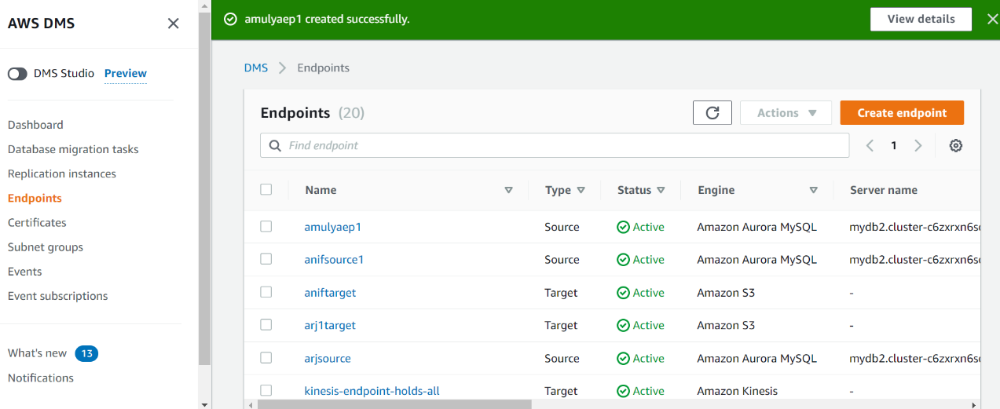 AWS DMS
DMS Studio Preview
Dashboard
Database migration tasks
Replication instances
Endpoints
Certificates
Subnet groups
Events
Event subscriptions
What's new 13
Notifications
amulyaep1 created successfully.
View details
DMS Endpoints
Endpoints (20)
Actions
Create endpoint
Find endpoint
1
Name Type Status Engine Server name
amulyaep1 Source Active Amazon Aurora MySQL mydb2.cluster-c6zxrxn6s
anifsource1 Source Active Amazon Aurora MySQL mydb2.cluster-c6zxrxn6s
aniftarget Target Active Amazon S3 -
arj1target Target Active Amazon S3 -
arjsource Source Active Amazon Aurora MySQL mydb2.cluster-c6zxrxn6s
kinesis-endpoint-holds-all Target Active Amazon Kinesis -